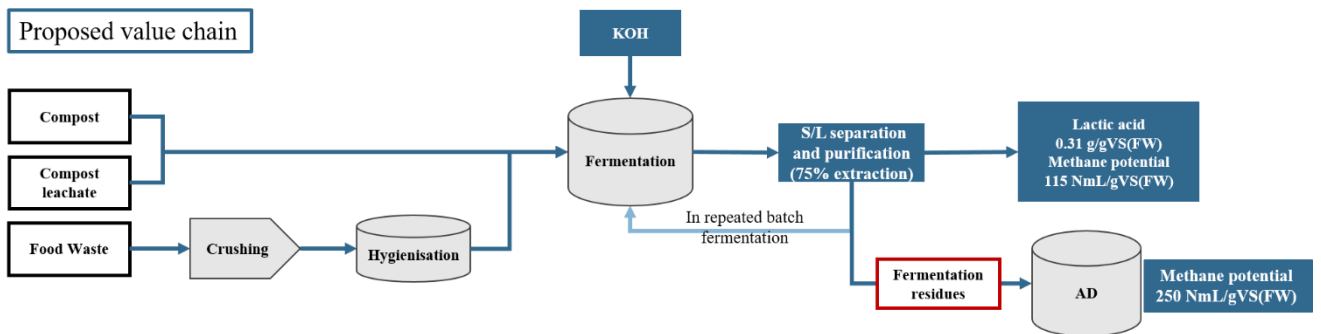 Proposed value chain
KOH
Compost
Compost
leachate
Food Waste
Crushing
Hygienisation
Fermentation
S/L separation
and purification
(75% extraction)
In repeated batch
fermentation
Lactic acid
0.31 g/gVS(FW)
Methane potential
115 NmL/gVS(FW)
Fermentation
residues
AD
Methane potential
250 NmL/gVS(FW)